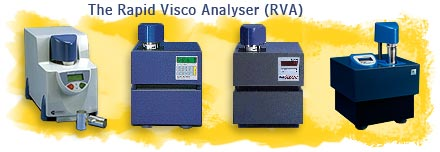 The Rapid Visco Analyser (RVA)